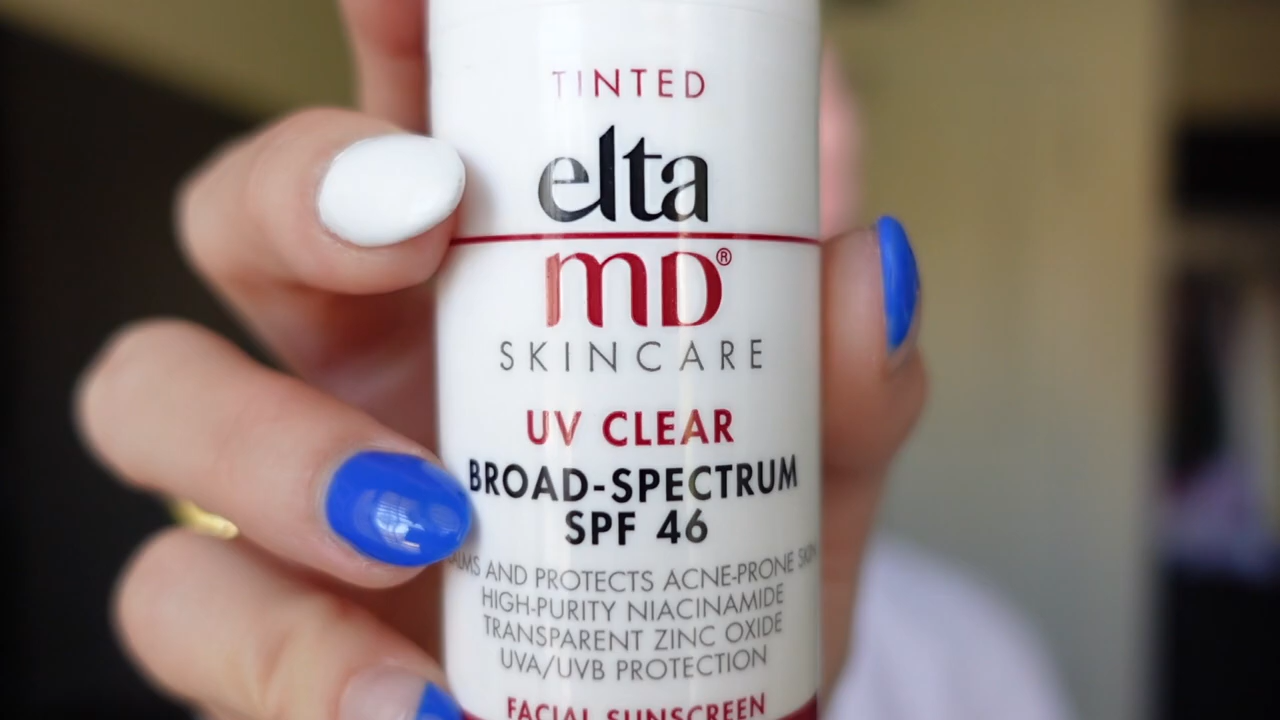 TINTED
elta
MD®
SKINCARE
UV CLEAR
BROAD-SPECTRUM
SPF 46
AND PROTECTS ACNE-PRONE SKIN
HIGH-PURITY NIACINAMIDE
TRANSPARENT ZINC OXIDE
UVA/UVB PROTECTION
FACIAL SUNSCREEN